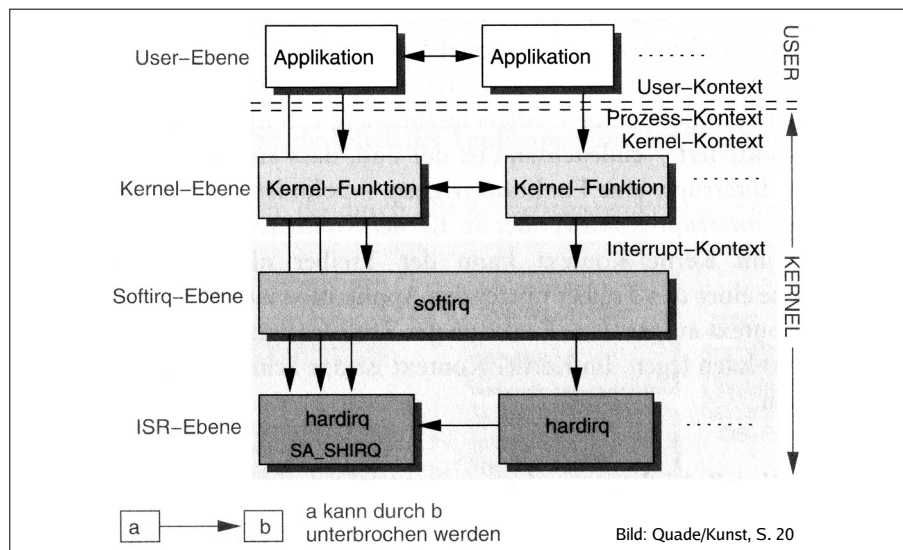 User–Ebene
Applikation
Applikation
USER
User–Kontext
Prozess–Kontext
Kernel–Kontext
Kernel–Ebene
Kernel–Funktion
Kernel–Funktion
Interrupt–Kontext
KERNEL
Softirq–Ebene
softirq
ISR–Ebene
hardirq
SA_SHIRQ
hardirq
a
b
a kann durch b
unterbrochen werden
Bild: Quade/Kunst, S. 20